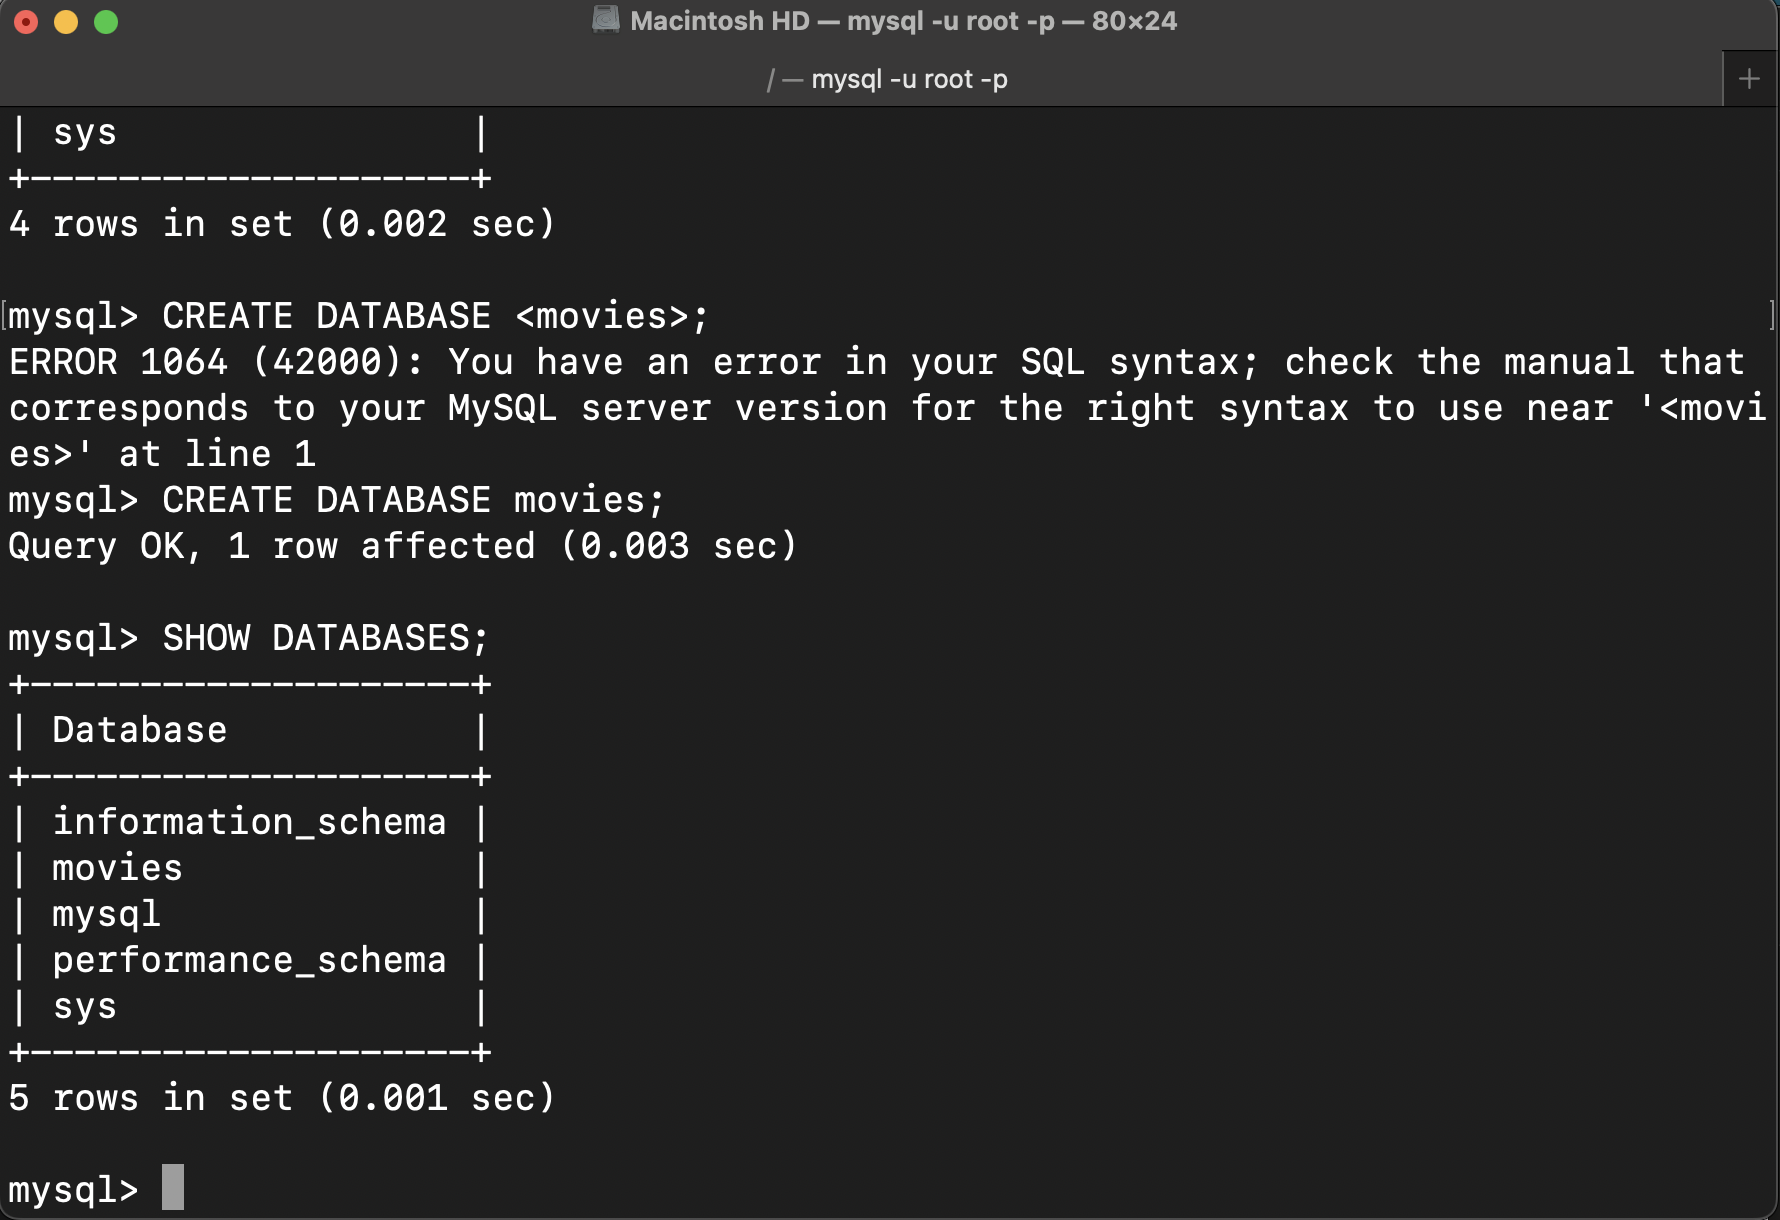 Macintosh HD — mysql -u root -p — 80×24
/ — mysql -u root -p
+
| sys                |
+--------------------+
4 rows in set (0.002 sec)
[mysql> CREATE DATABASE <movies>;]
ERROR 1064 (42000): You have an error in your SQL syntax; check the manual that
corresponds to your MySQL server version for the right syntax to use near '<movi
es>' at line 1
mysql> CREATE DATABASE movies;
Query OK, 1 row affected (0.003 sec)
mysql> SHOW DATABASES;
+--------------------+
| Database           |
+--------------------+
| information_schema |
| movies             |
| mysql              |
| performance_schema |
| sys                |
+--------------------+
5 rows in set (0.001 sec)
mysql>